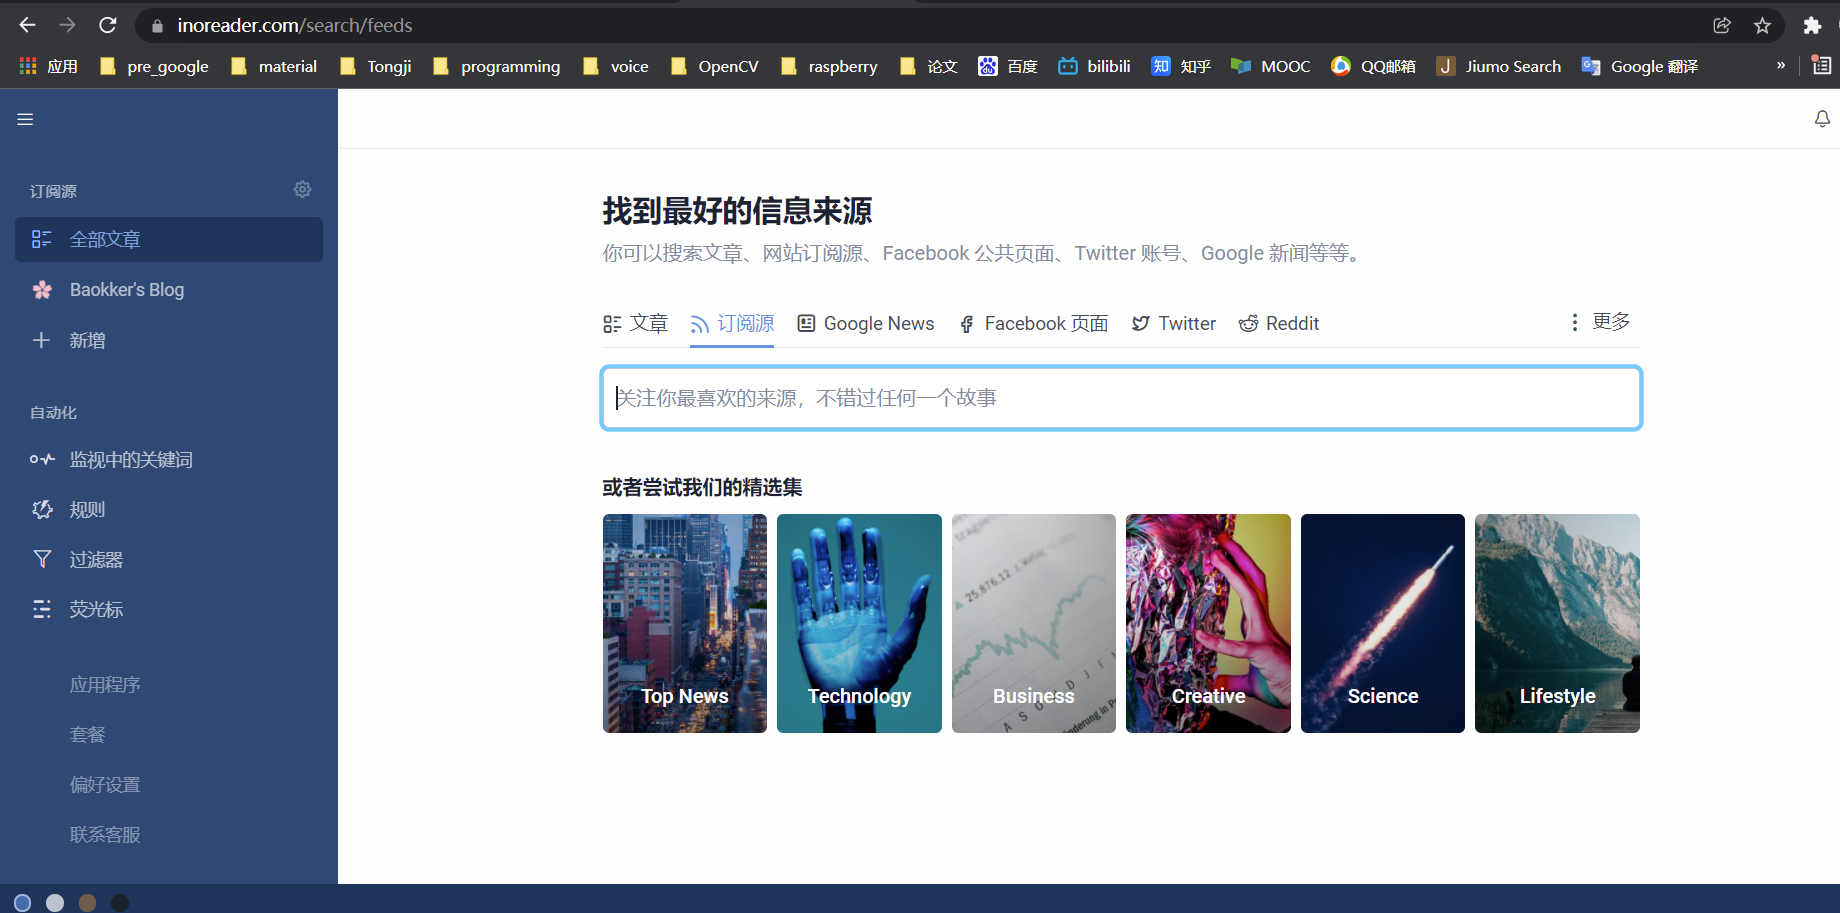 inoreader.com/search/feeds
应用 pre_google material Tongji programming voice OpenCV raspberry 论文 百度 bilibili 知 知乎 MOOC QQ邮箱 J Jiumo Search Google 翻译 »
订阅源
全部文章
Baokker's Blog
新增
自动化
监视中的关键词
规则
过滤器
荧光标
应用程序
套餐
偏好设置
联系客服
找到最好的信息来源
你可以搜索文章、网站订阅源、Facebook 公共页面、Twitter 账号、Google 新闻等等。
文章 订阅源 Google News Facebook 页面 Twitter Reddit 更多
关注你最喜欢的来源，不错过任何一个故事
或者尝试我们的精选集
25,876.12
A S O N D J F M
Top News Technology Business Creative Science Lifestyle